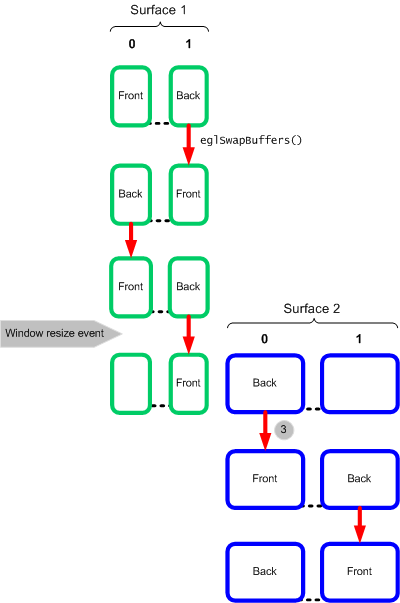 Surface 1
0 1
Front Back
eglSwapBuffers()
Back Front
Front Back
Window resize event
Surface 2
0 1
Front Back
3
Front Back
Back Front